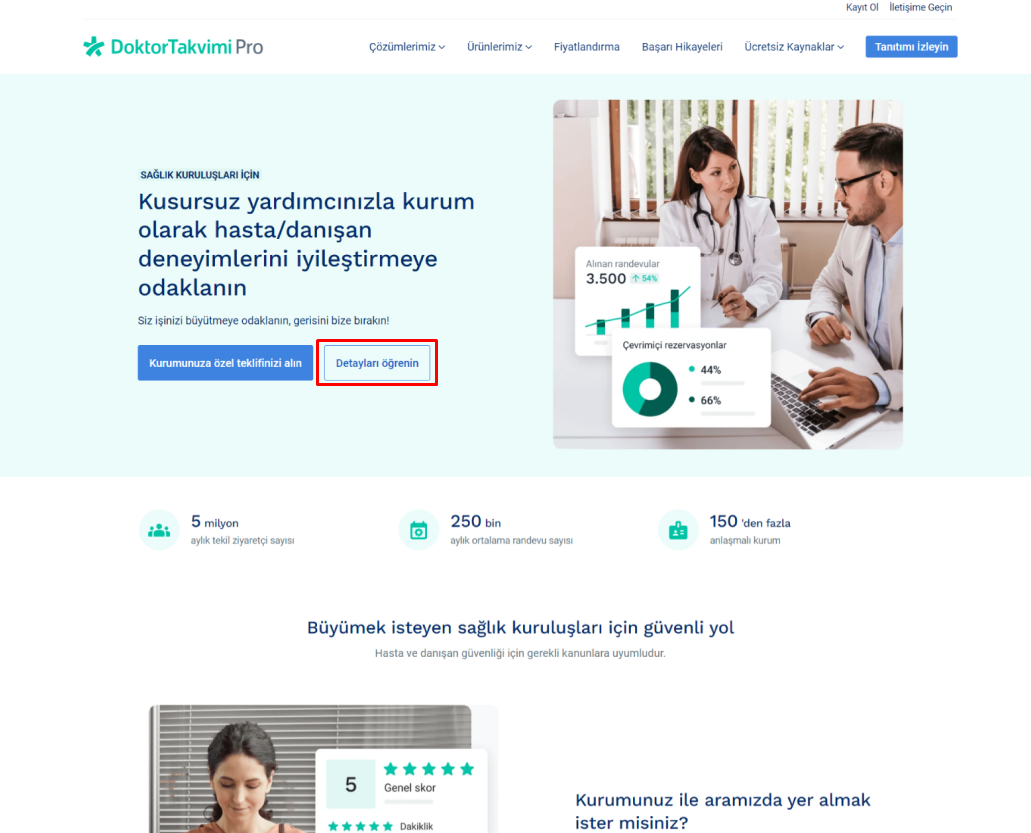 Kayıt Ol İletişime Geçin
DoktorTakvimi Pro
Çözümlerimiz Ürünlerimiz Fiyatlandırma Başarı Hikayeleri Ücretsiz Kaynaklar Tanıtımı İzleyin
SAĞLIK KURULUŞLARI İÇİN
Kusursuz yardımcınızla kurum
olarak hasta/danışan
deneyimlerini iyileştirmeye
odaklanın
Siz işinizi büyütmeye odaklanın, gerisini bize bırakın!
Kurumunuza özel teklifinizi alın Detayları öğrenin
Alınan randevular
3.500 ↑ 54%
Çevrimiçi rezervasyonlar
44%
66%
5 milyon
aylık tekil ziyaretçi sayısı
250 bin
aylık ortalama randevu sayısı
150 'den fazla
anlaşmalı kurum
Büyümek isteyen sağlık kuruluşları için güvenli yol
Hasta ve danışan güvenliği için gerekli kanunlara uyumludur.
5
Genel skor
Dakiklik
Kurumunuz ile aramızda yer almak
ister misiniz?